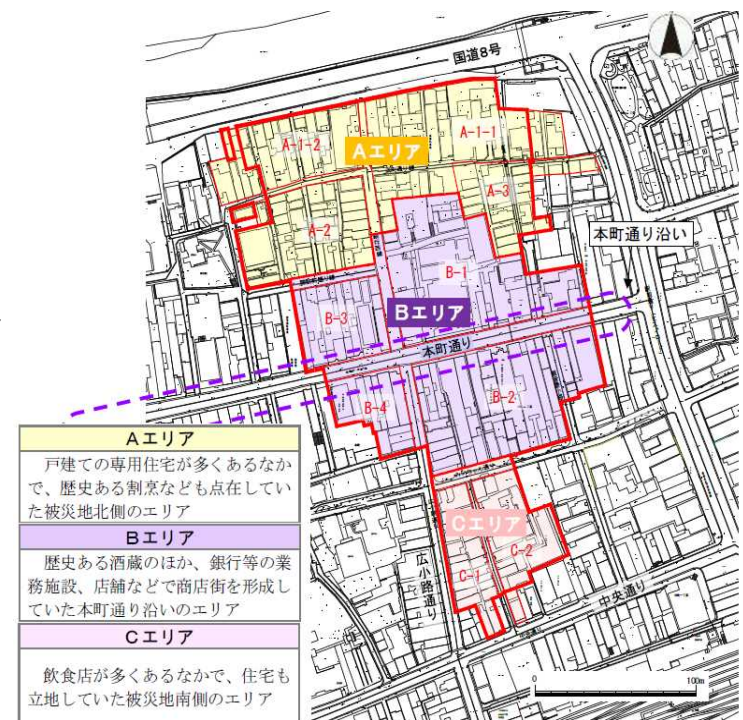 国道8号
A-1-2
Aエリア
A-1-1
A-3
A-2
本町通り沿い
B-1
B-3
Bエリア
本町通り
B-2
B-4
Aエリア
戸建ての専用住宅が多くあるなか
で、歴史ある割烹なども点在してい
た被災地北側のエリア
Bエリア
歴史ある酒蔵のほか、銀行等の業
務施設、店舗などで商店街を形成し
ていた本町通り沿いのエリア
Cエリア
飲食店が多くあるなかで、住宅も
立地していた被災地南側のエリア
Cエリア
C-2
C-1
広小路通り
中央通り
0
100m